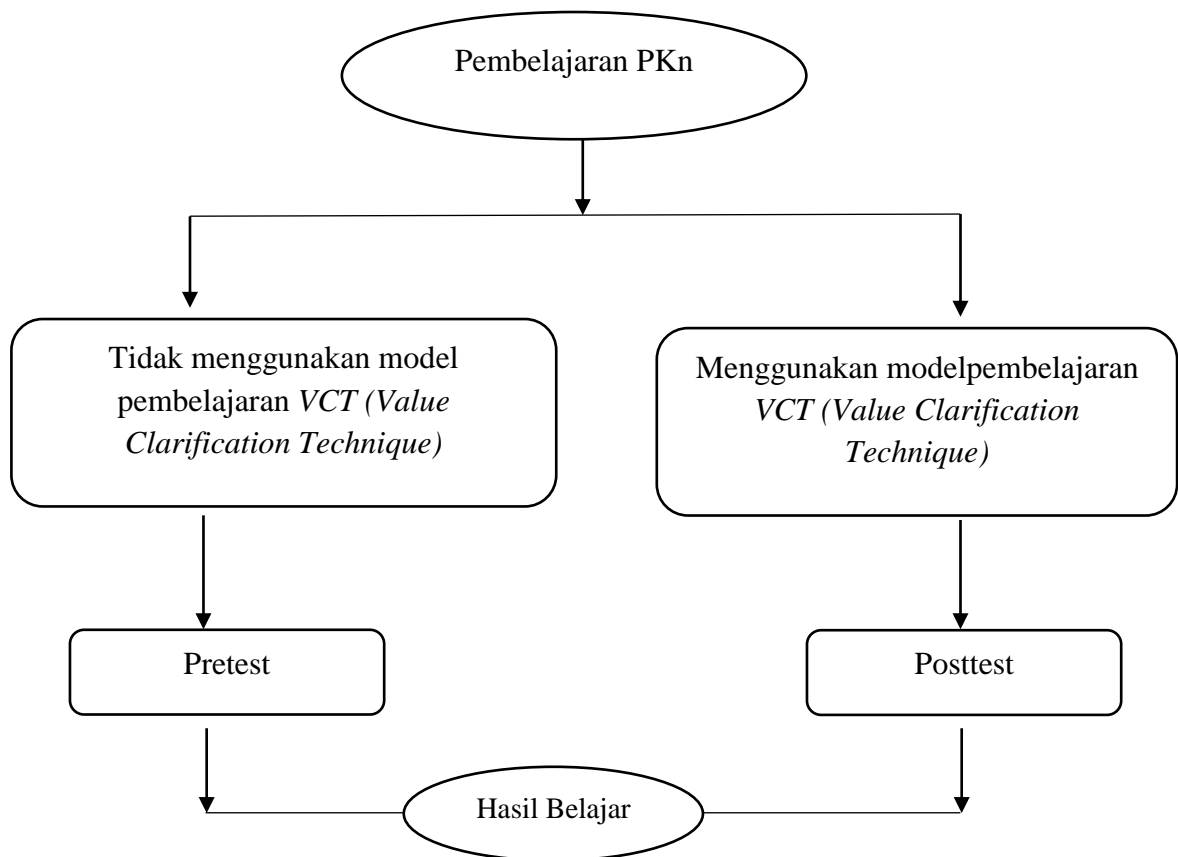 Pembelajaran PKn
Tidak menggunakan model
pembelajaran VCT (Value
Clarification Technique)
Menggunakan modelpembelajaran
VCT (Value Clarification
Technique)
Pretest
Posttest
Hasil Belajar